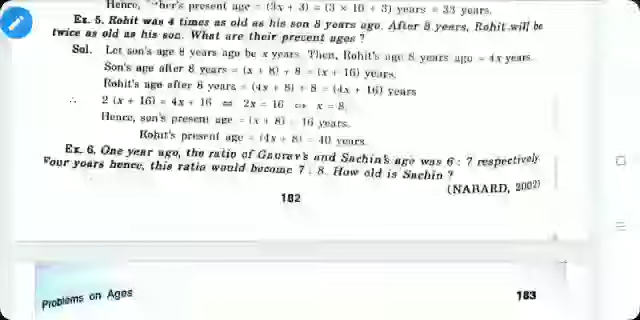 Hence, father's present age = (3x + 3) = (3 × 10 + 3) years = 33 years.
Ex. 5. Rohit was 4 times as old as his son 8 years ago. After 8 years, Rohit will be
twice as old as his son. What are their present ages ?
Sol. Let son's age 8 years ago be x years. Then, Rohit's age 8 years ago = 4x years.
Son's age after 8 years = (x + 8) + 8 = (x + 16) years.
Rohit's age after 8 years = (4x + 8) + 8 = (4x + 16) years
∴ 2 (x + 16) = 4x + 16 ⇔ 2x = 16 ⇔ x = 8.
Hence, son's present age = (x + 8) = 16 years.
Rohit's present age = (4x + 8) = 40 years.
Ex. 6. One year ago, the ratio of Gaurav's and Sachin's age was 6 : 7 respectively.
Four years hence, this ratio would become 7 : 8. How old is Sachin ?
(NABARD, 2002)
182
Problems on Ages
183